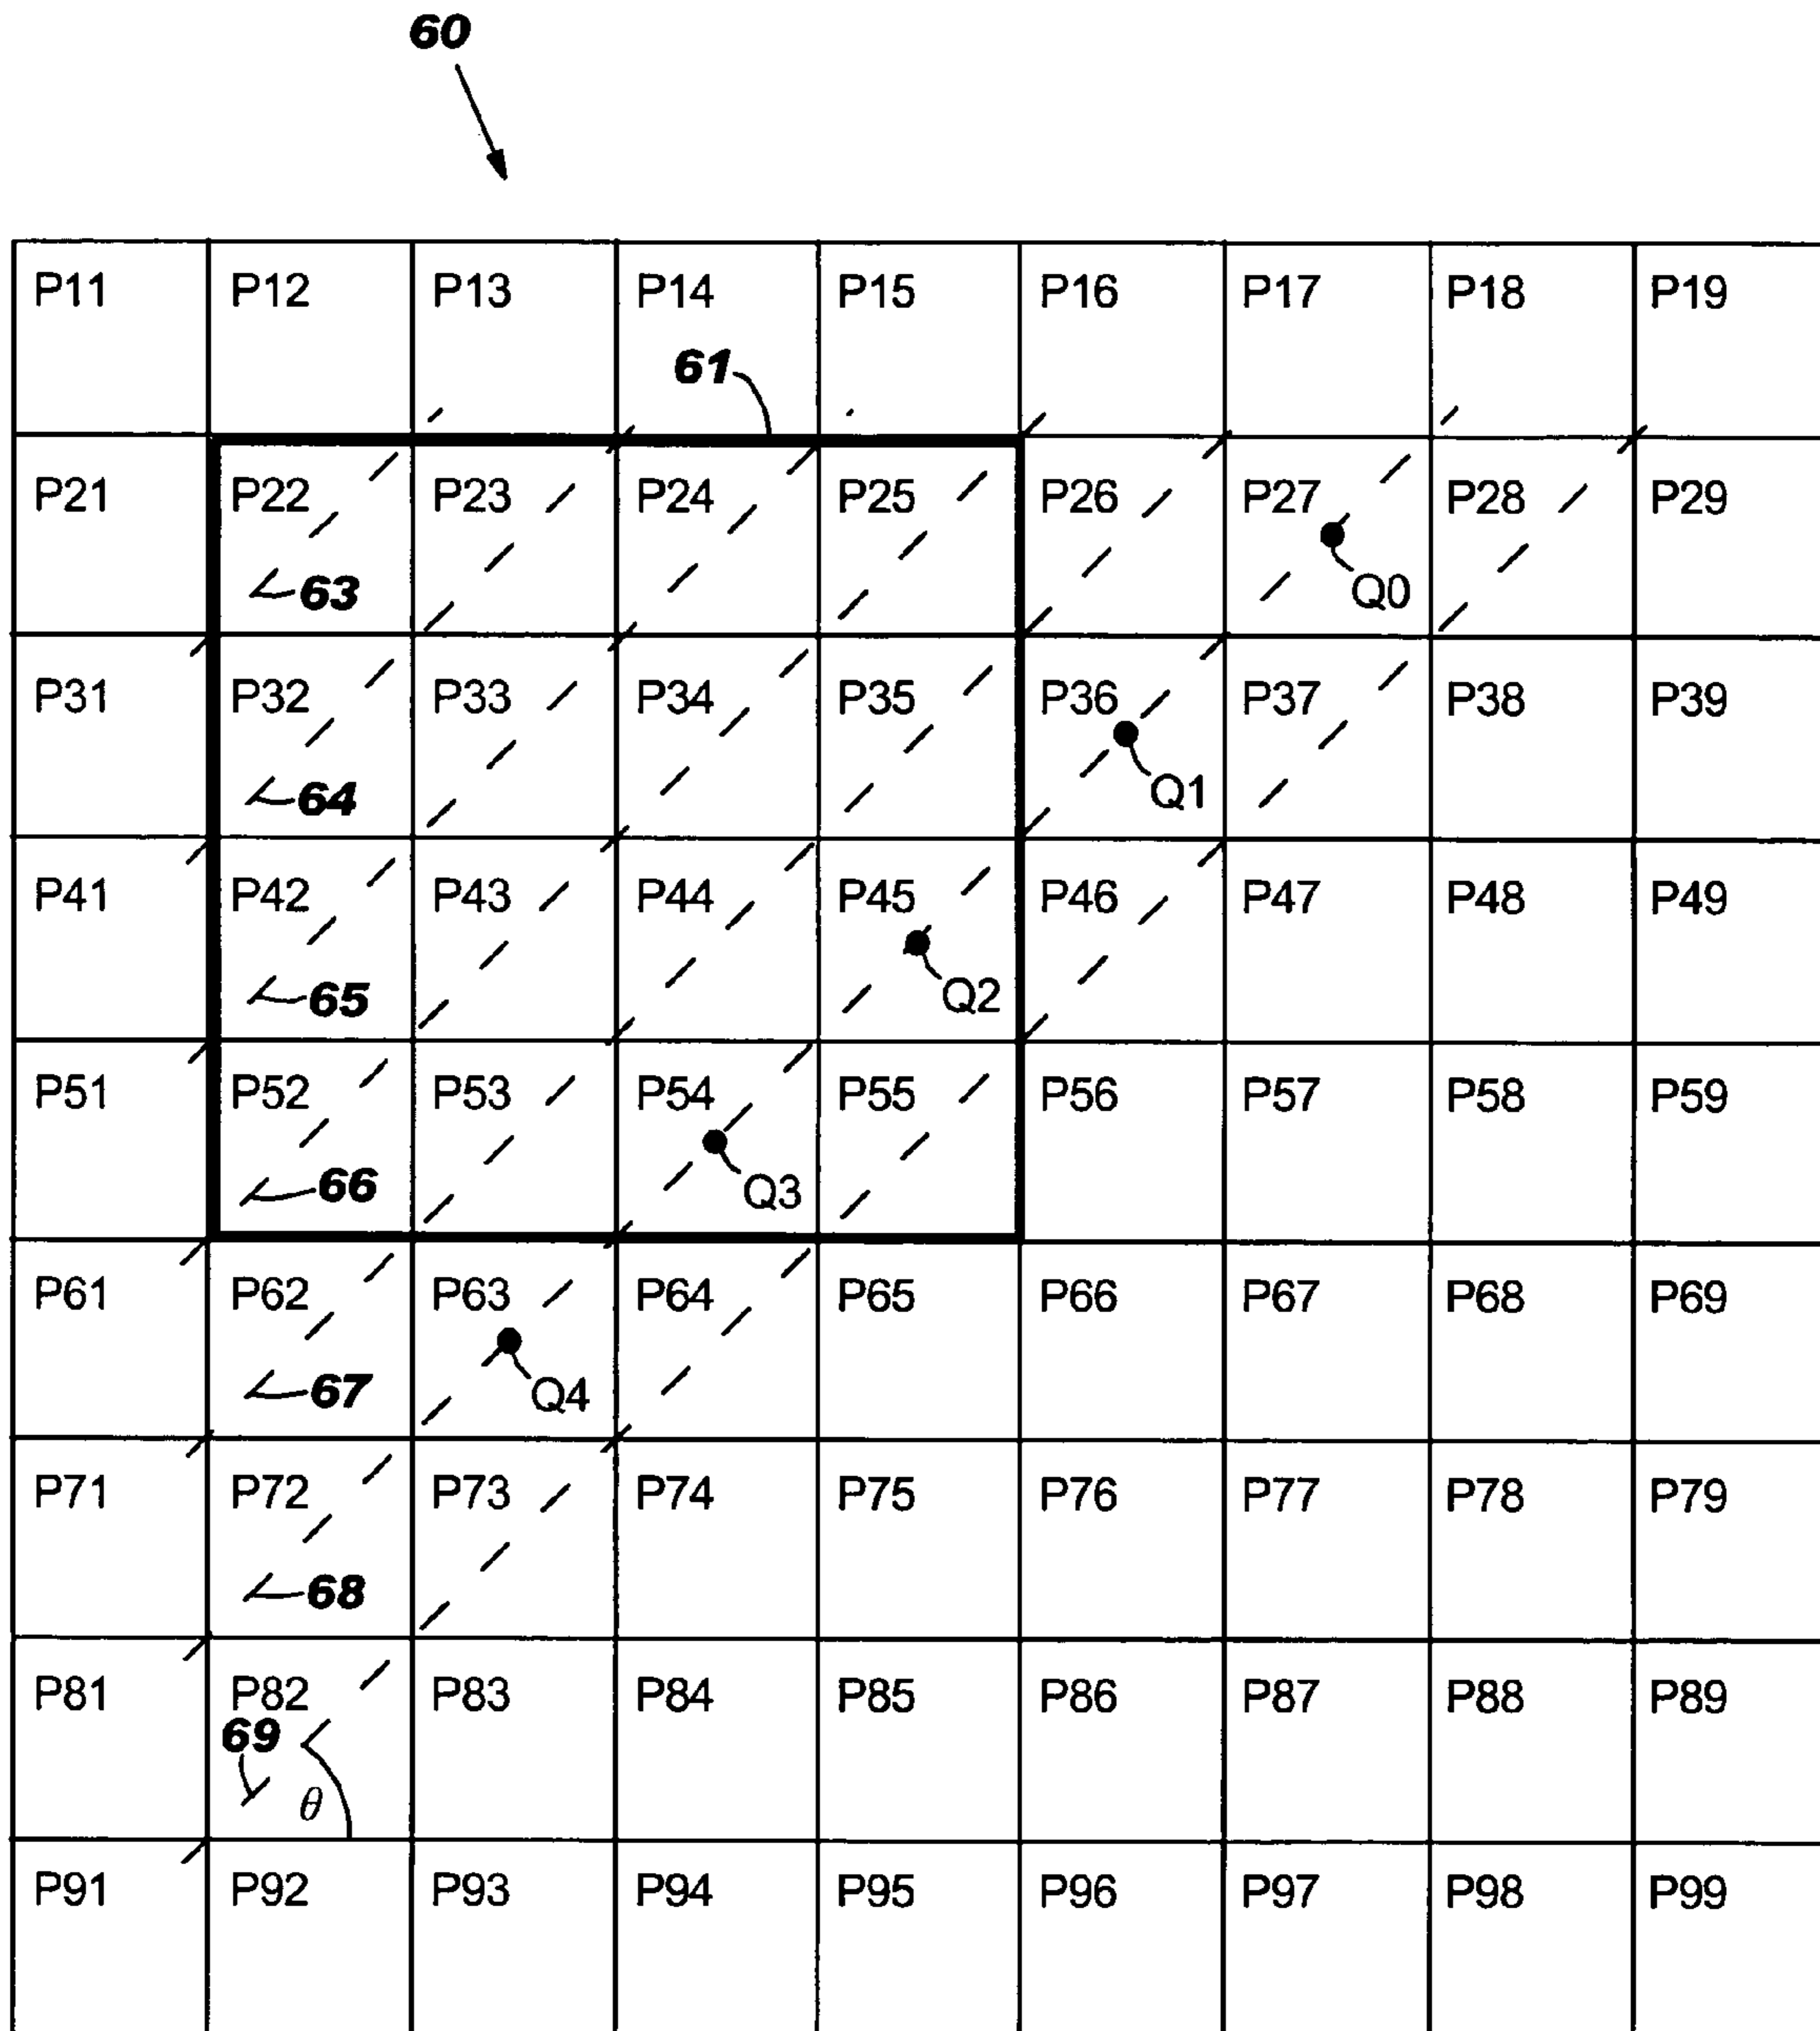 60
P11 P12 P13 P14 P15 P16 P17 P18 P19
61
P21 P22 P23 P24 P25 P26 P27 P28 P29
63 Q0
P31 P32 P33 P34 P35 P36 P37 P38 P39
64 Q1
P41 P42 P43 P44 P45 P46 P47 P48 P49
65 Q2
P51 P52 P53 P54 P55 P56 P57 P58 P59
66 Q3
P61 P62 P63 P64 P65 P66 P67 P68 P69
67 Q4
P71 P72 P73 P74 P75 P76 P77 P78 P79
68
P81 P82 P83 P84 P85 P86 P87 P88 P89
69
θ
P91 P92 P93 P94 P95 P96 P97 P98 P99